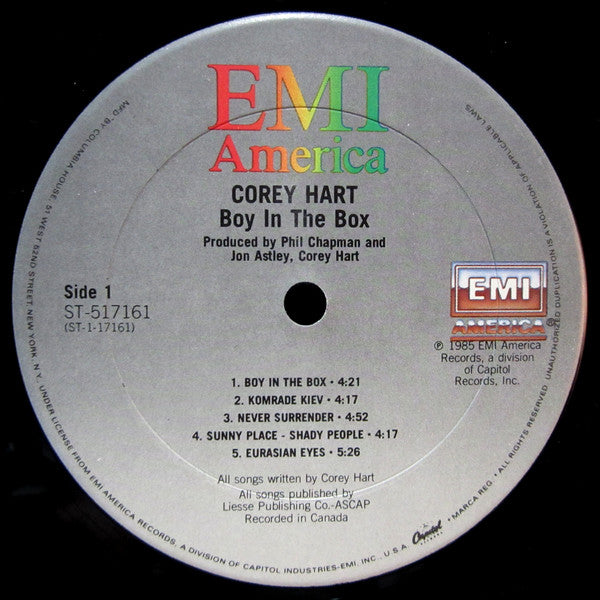 EMI
America
COREY HART
Boy In The Box
Produced by Phil Chapman and
Jon Astley, Corey Hart
Side 1
ST-517161
(ST-1-17161)
EMI
AMERICA®
℗ 1985 EMI America
Records, a division
of Capitol
Records, Inc.
1. BOY IN THE BOX • 4:21
2. KOMRADE KIEV • 4:17
3. NEVER SURRENDER • 4:52
4. SUNNY PLACE - SHADY PEOPLE • 4:17
5. EURASIAN EYES • 5:26
All songs written by Corey Hart
All songs published by
Liesse Publishing Co.-ASCAP
Recorded in Canada
MFD "BY COLUMBIA HOUSE, 51 WEST 52ND STREET, NEW YORK, N.Y. UNDER LICENSE FROM EMI AMERICA RECORDS, A DIVISION OF CAPITOL INDUSTRIES-EMI, INC., U.S.A.
Capitol
• MARCA REG. • ALL RIGHTS RESERVED UNAUTHORIZED DUPLICATION IS A VIOLATION OF APPLICABLE LAWS